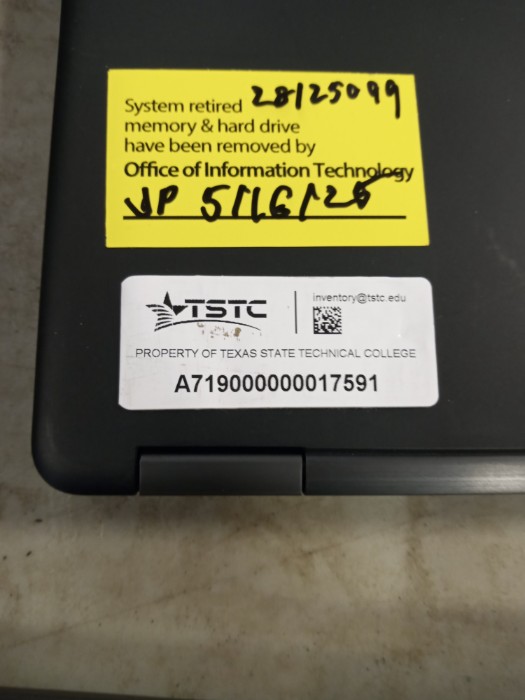 System retired 28125099
memory & hard drive
have been removed by
Office of Information Technology
JP 5/16/25
TSTC
inventory@tstc.edu
PROPERTY OF TEXAS STATE TECHNICAL COLLEGE
A719000000017591